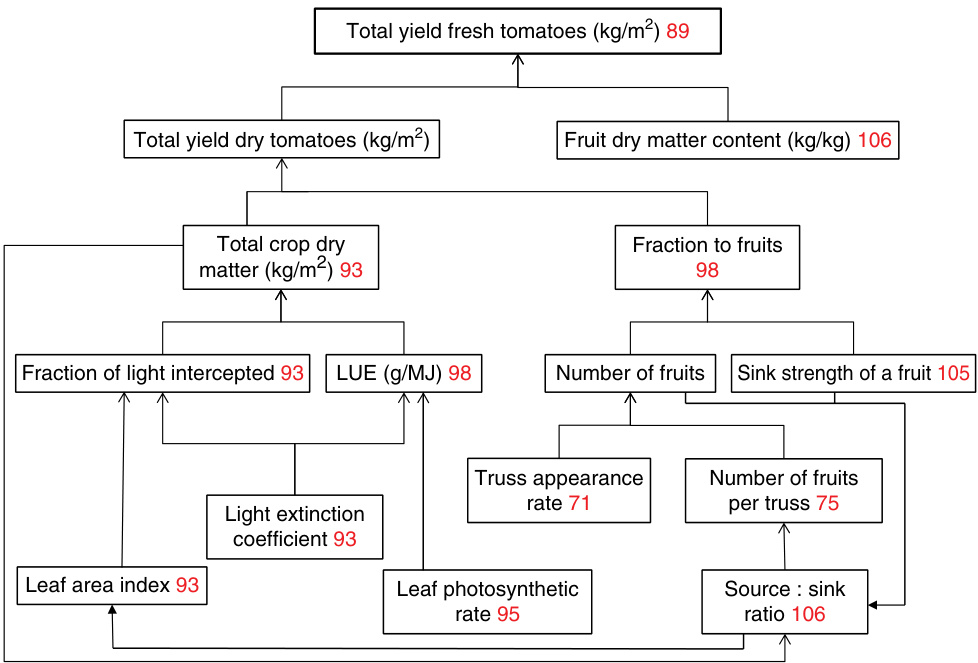 Total yield fresh tomatoes (kg/m²) 89
Total yield dry tomatoes (kg/m²)
Fruit dry matter content (kg/kg) 106
Total crop dry
matter (kg/m²) 93
Fraction to fruits
98
Fraction of light intercepted 93
LUE (g/MJ) 98
Number of fruits
Sink strength of a fruit 105
Truss appearance
rate 71
Number of fruits
per truss 75
Light extinction
coefficient 93
Leaf area index 93
Leaf photosynthetic
rate 95
Source : sink
ratio 106